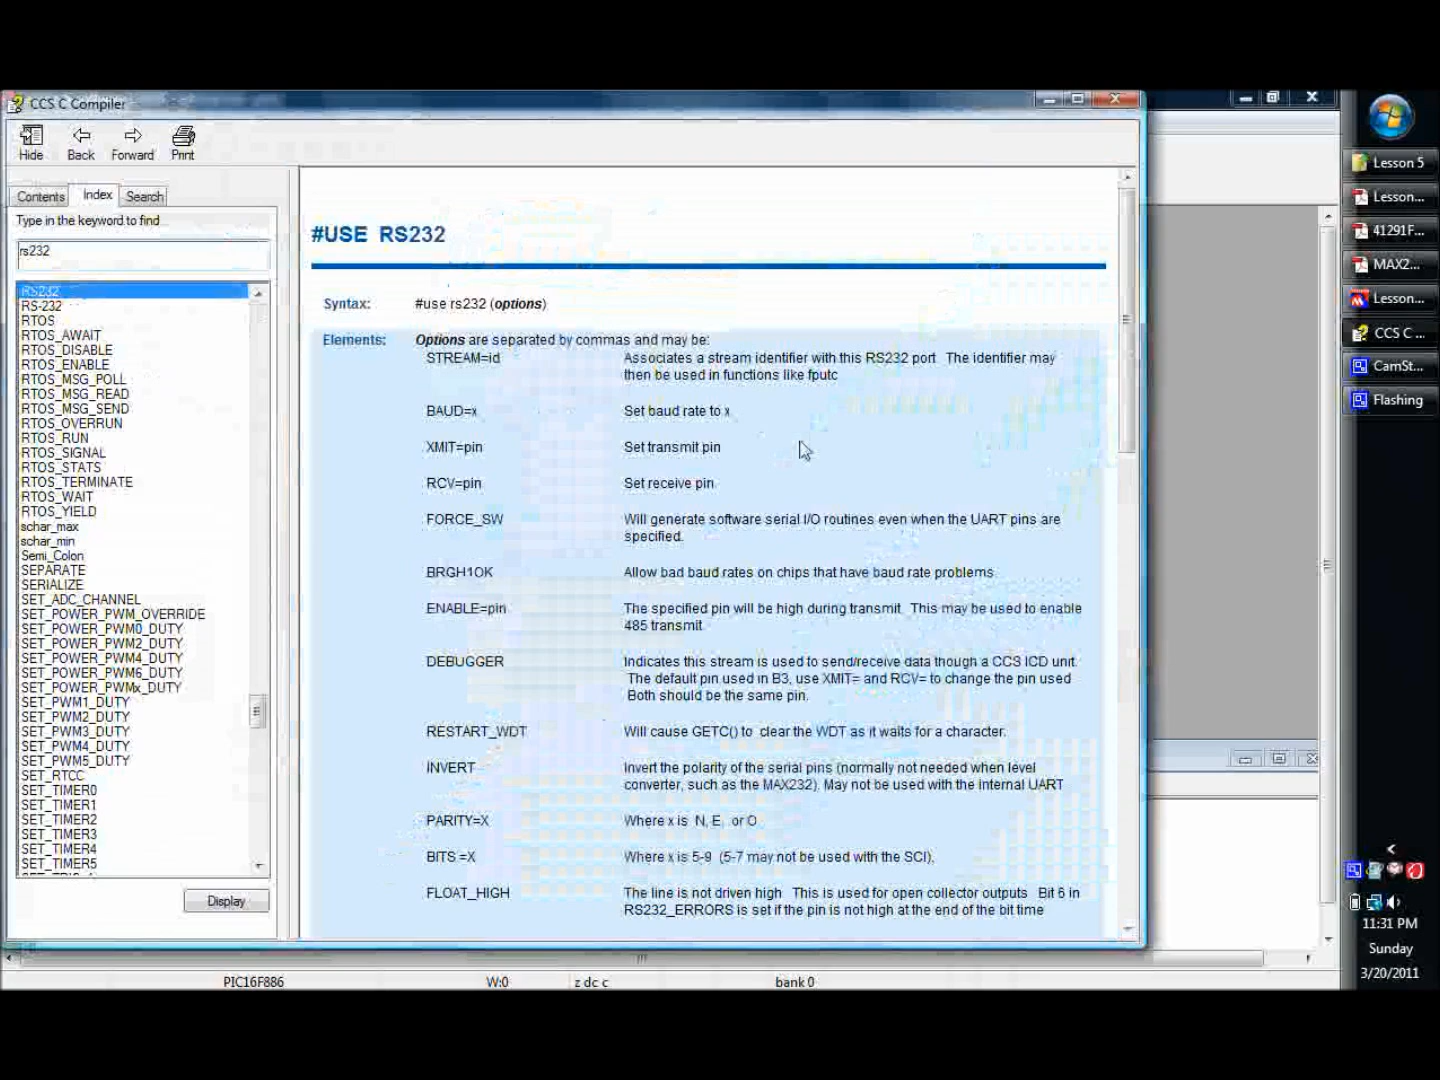 CCS C Compiler
Hide
Back
Forward
Print
Contents
Index
Search
Type in the keyword to find
rs232
RS232
RS-232
RTOS
RTOS_AWAIT
RTOS_DISABLE
RTOS_ENABLE
RTOS_MSG_POLL
RTOS_MSG_READ
RTOS_MSG_SEND
RTOS_OVERRUN
RTOS_RUN
RTOS_SIGNAL
RTOS_STATS
RTOS_TERMINATE
RTOS_WAIT
RTOS_YIELD
schar_max
schar_min
Semi_Colon
SEPARATE
SERIALIZE
SET_ADC_CHANNEL
SET_POWER_PWM_OVERRIDE
SET_POWER_PWM0_DUTY
SET_POWER_PWM2_DUTY
SET_POWER_PWM4_DUTY
SET_POWER_PWM6_DUTY
SET_POWER_PWMx_DUTY
SET_PWM1_DUTY
SET_PWM2_DUTY
SET_PWM3_DUTY
SET_PWM4_DUTY
SET_PWM5_DUTY
SET_RTCC
SET_TIMER0
SET_TIMER1
SET_TIMER2
SET_TIMER3
SET_TIMER4
SET_TIMER5
Display
#USE RS232
Syntax: #use rs232 (options)
Elements: Options are separated by commas and may be:
STREAM=id Associates a stream identifier with this RS232 port The identifier may
then be used in functions like fputc
BAUD=x Set baud rate to x
XMIT=pin Set transmit pin
RCV=pin Set receive pin
FORCE_SW Will generate software serial I/O routines even when the UART pins are
specified.
BRGH1OK Allow bad baud rates on chips that have baud rate problems
ENABLE=pin The specified pin will be high during transmit This may be used to enable
485 transmit
DEBUGGER Indicates this stream is used to send/receive data though a CCS ICD unit
The default pin used in B3, use XMIT= and RCV= to change the pin used
Both should be the same pin.
RESTART_WDT Will cause GETC() to clear the WDT as it waits for a character.
INVERT Invert the polarity of the serial pins (normally not needed when level
converter, such as the MAX232). May not be used with the internal UART
PARITY=X Where x is N, E, or O
BITS =X Where x is 5-9 (5-7 may not be used with the SCI).
FLOAT_HIGH The line is not driven high This is used for open collector outputs Bit 6 in
RS232_ERRORS is set if the pin is not high at the end of the bit time
PIC16F886 W:0 z dc c bank 0
Lesson 5
Lesson...
41291F...
MAX2...
Lesson...
CCS C ...
CamSt...
Flashing
11:31 PM
Sunday
3/20/2011